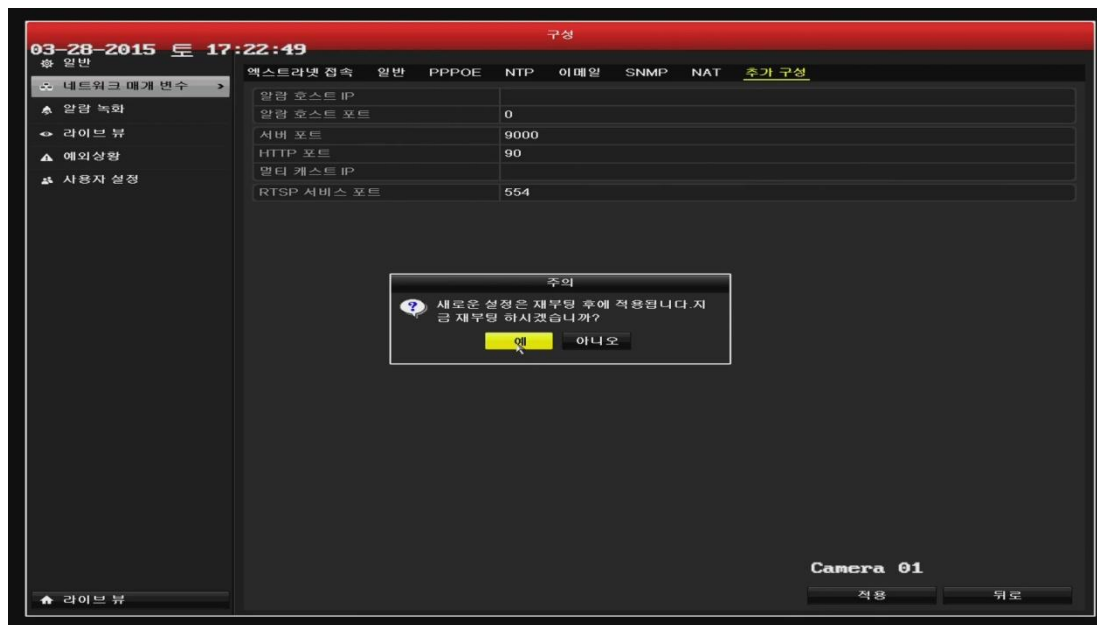 구성
03-28-2015 토 17:22:49
일반
네트워크 매개 변수 >
알람 녹화
라이브 뷰
예외상황
사용자 설정
엑스트라넷 접속 일반 PPPOE NTP 이메일 SNMP NAT 추가 구성
알람 호스트 IP
알람 호스트 포트 0
서버 포트 9000
HTTP 포트 90
멀티 케스트 IP
RTSP 서비스 포트 554
주의
새로운 설정은 재부팅 후에 적용됩니다.지
금 재부팅 하시겠습니까?
예 아니오
Camera 01
적용 뒤로
라이브 뷰